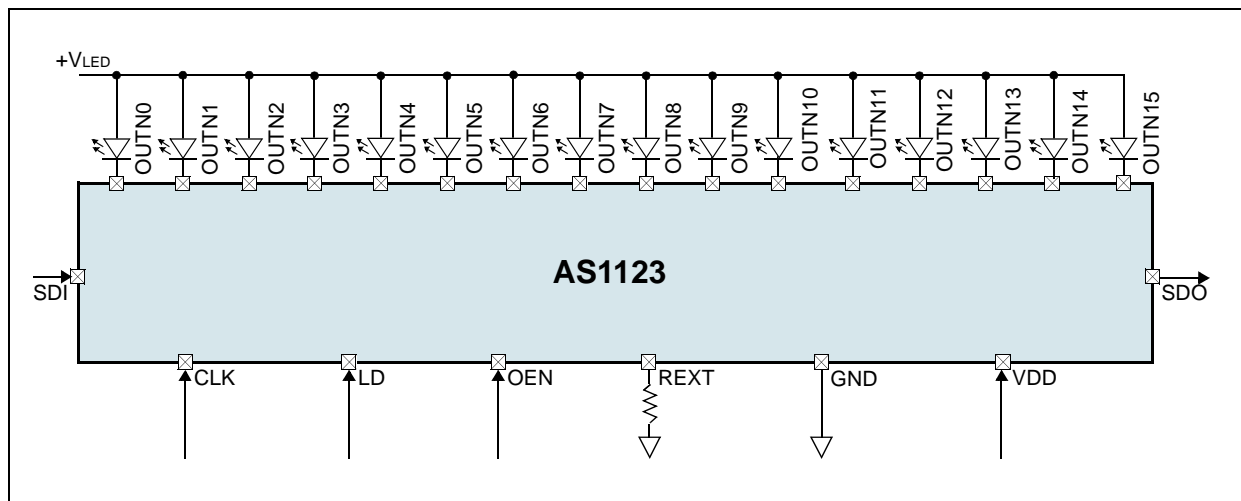 +VLED
OUTN0
OUTN1
OUTN2
OUTN3
OUTN4
OUTN5
OUTN6
OUTN7
OUTN8
OUTN9
OUTN10
OUTN11
OUTN12
OUTN13
OUTN14
OUTN15
AS1123
SDI
SDO
CLK
LD
OEN
REXT
GND
VDD